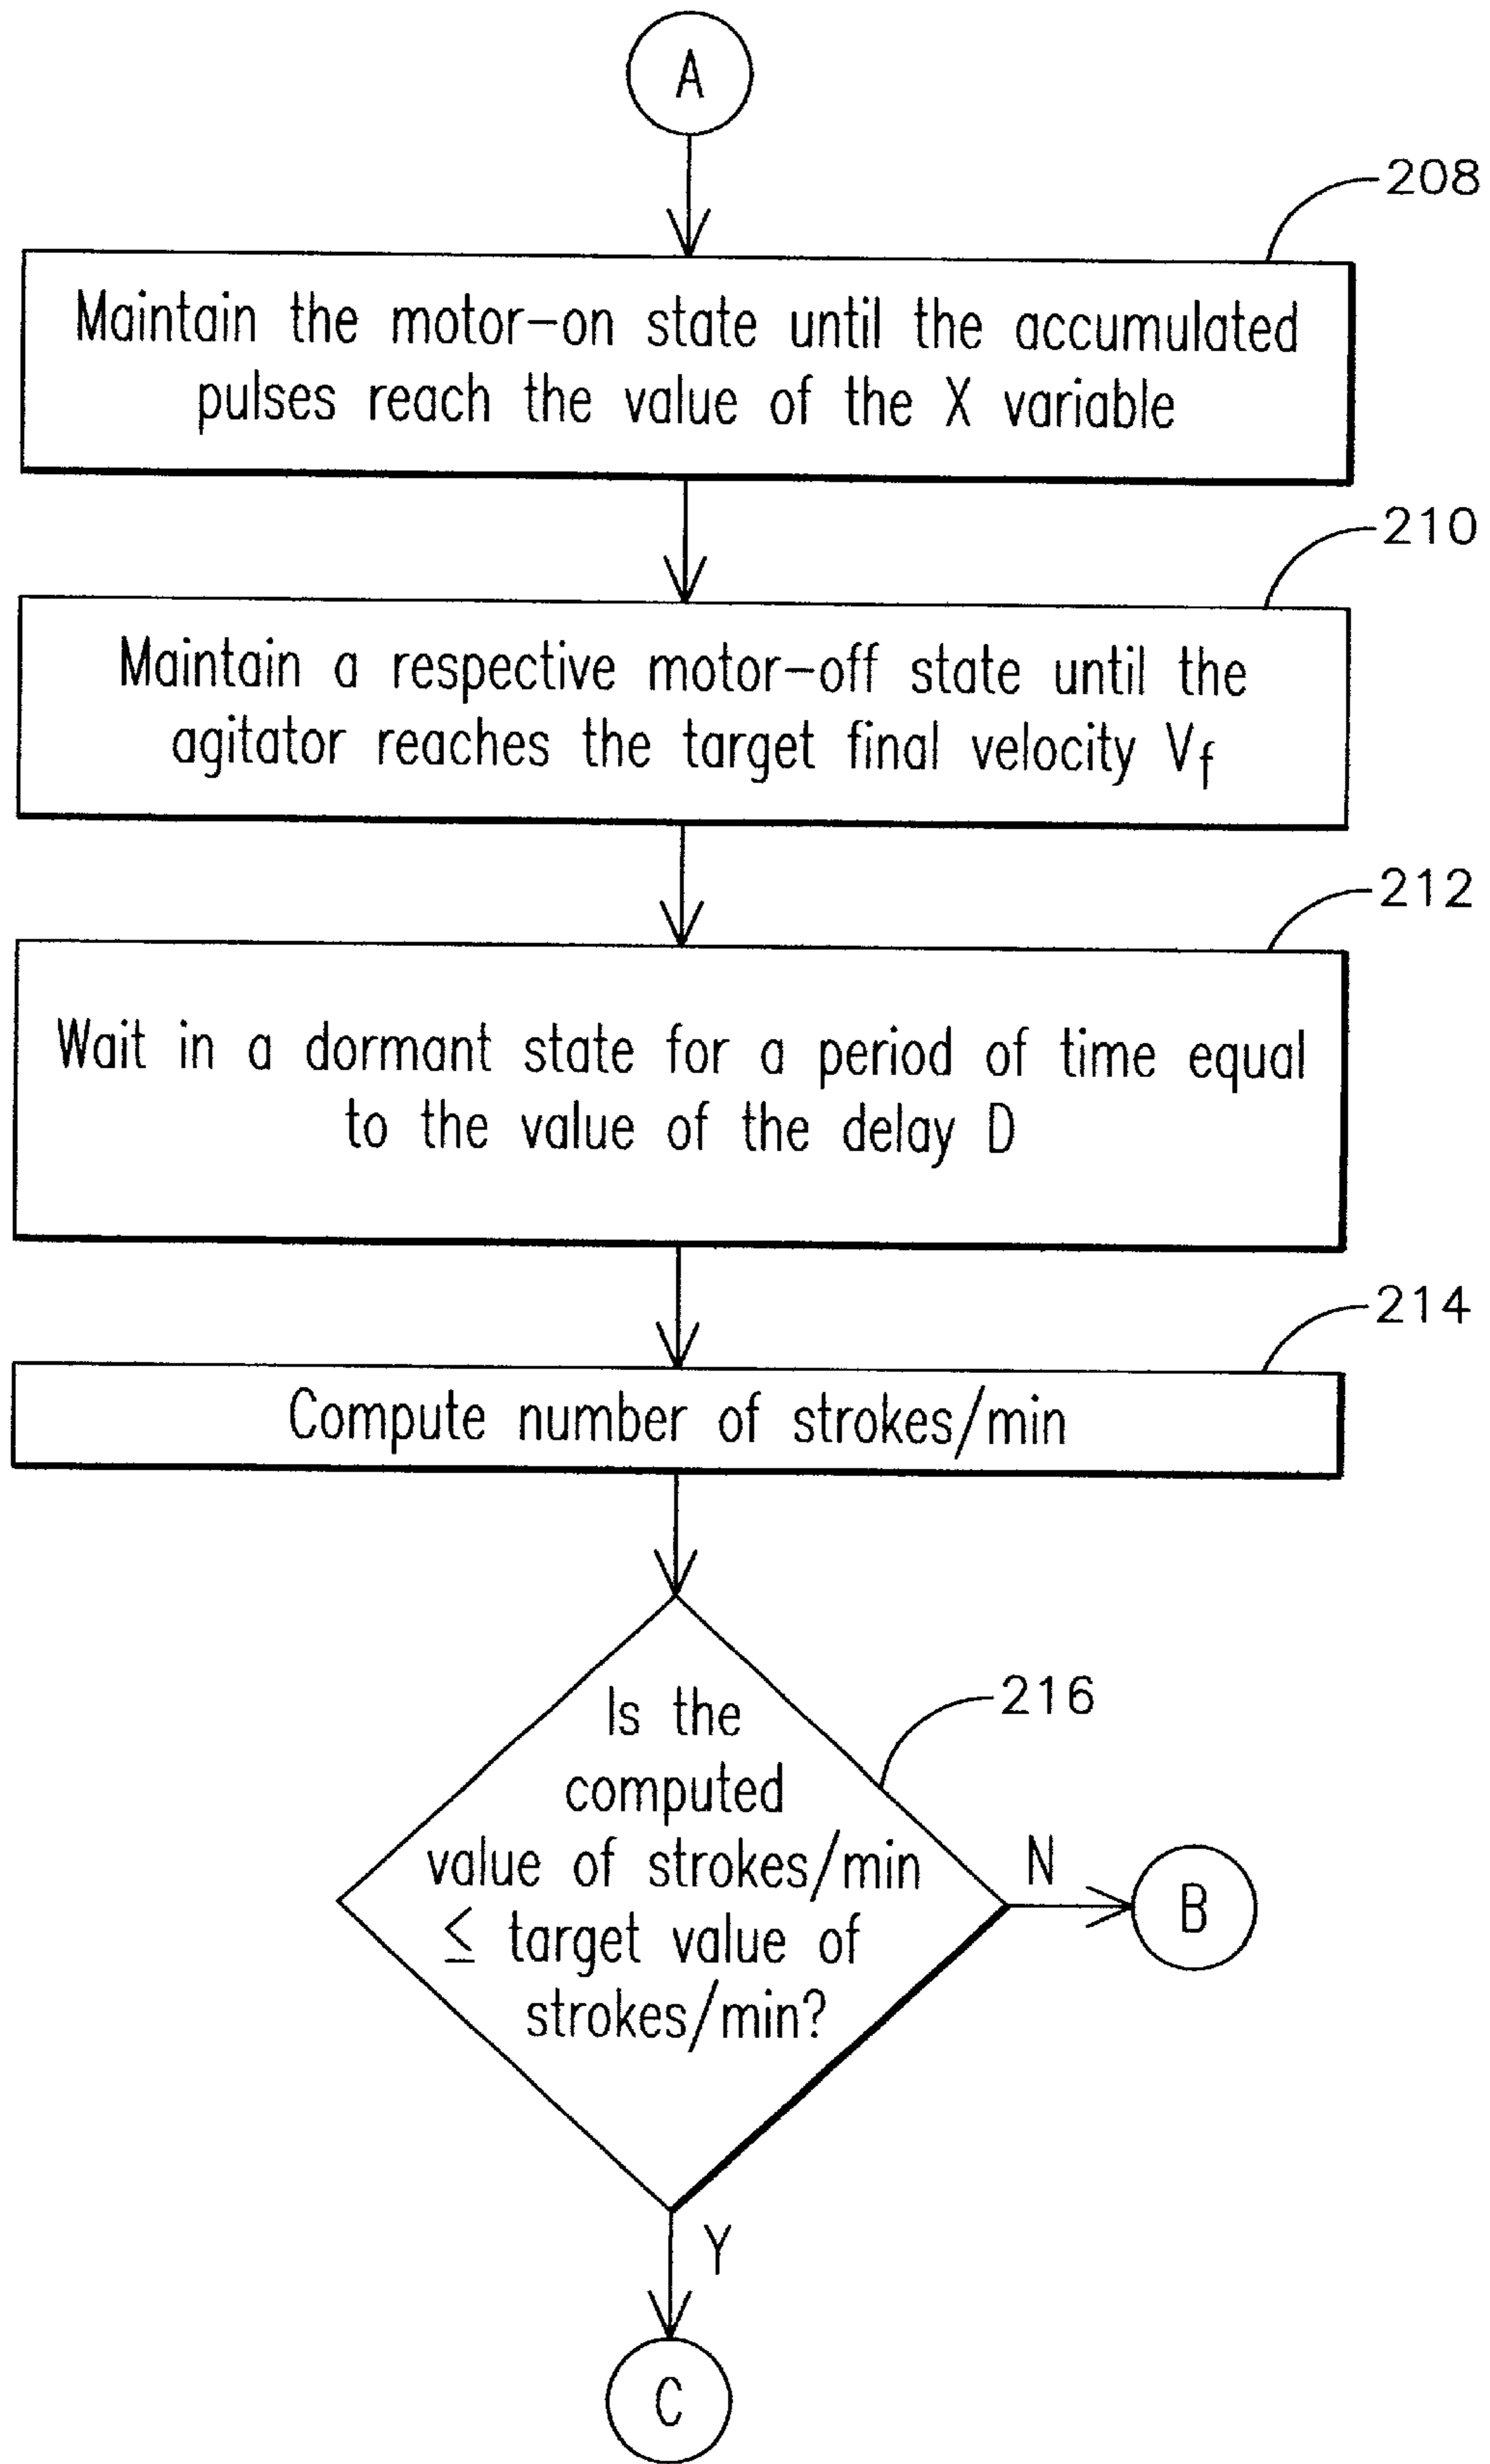 A
208
Maintain the motor-on state until the accumulated
pulses reach the value of the X variable
210
Maintain a respective motor-off state until the
agitator reaches the target final velocity Vf
212
Wait in a dormant state for a period of time equal
to the value of the delay D
214
Compute number of strokes/min
216
Is the
computed
value of strokes/min
≤ target value of
strokes/min?
N
B
Y
C